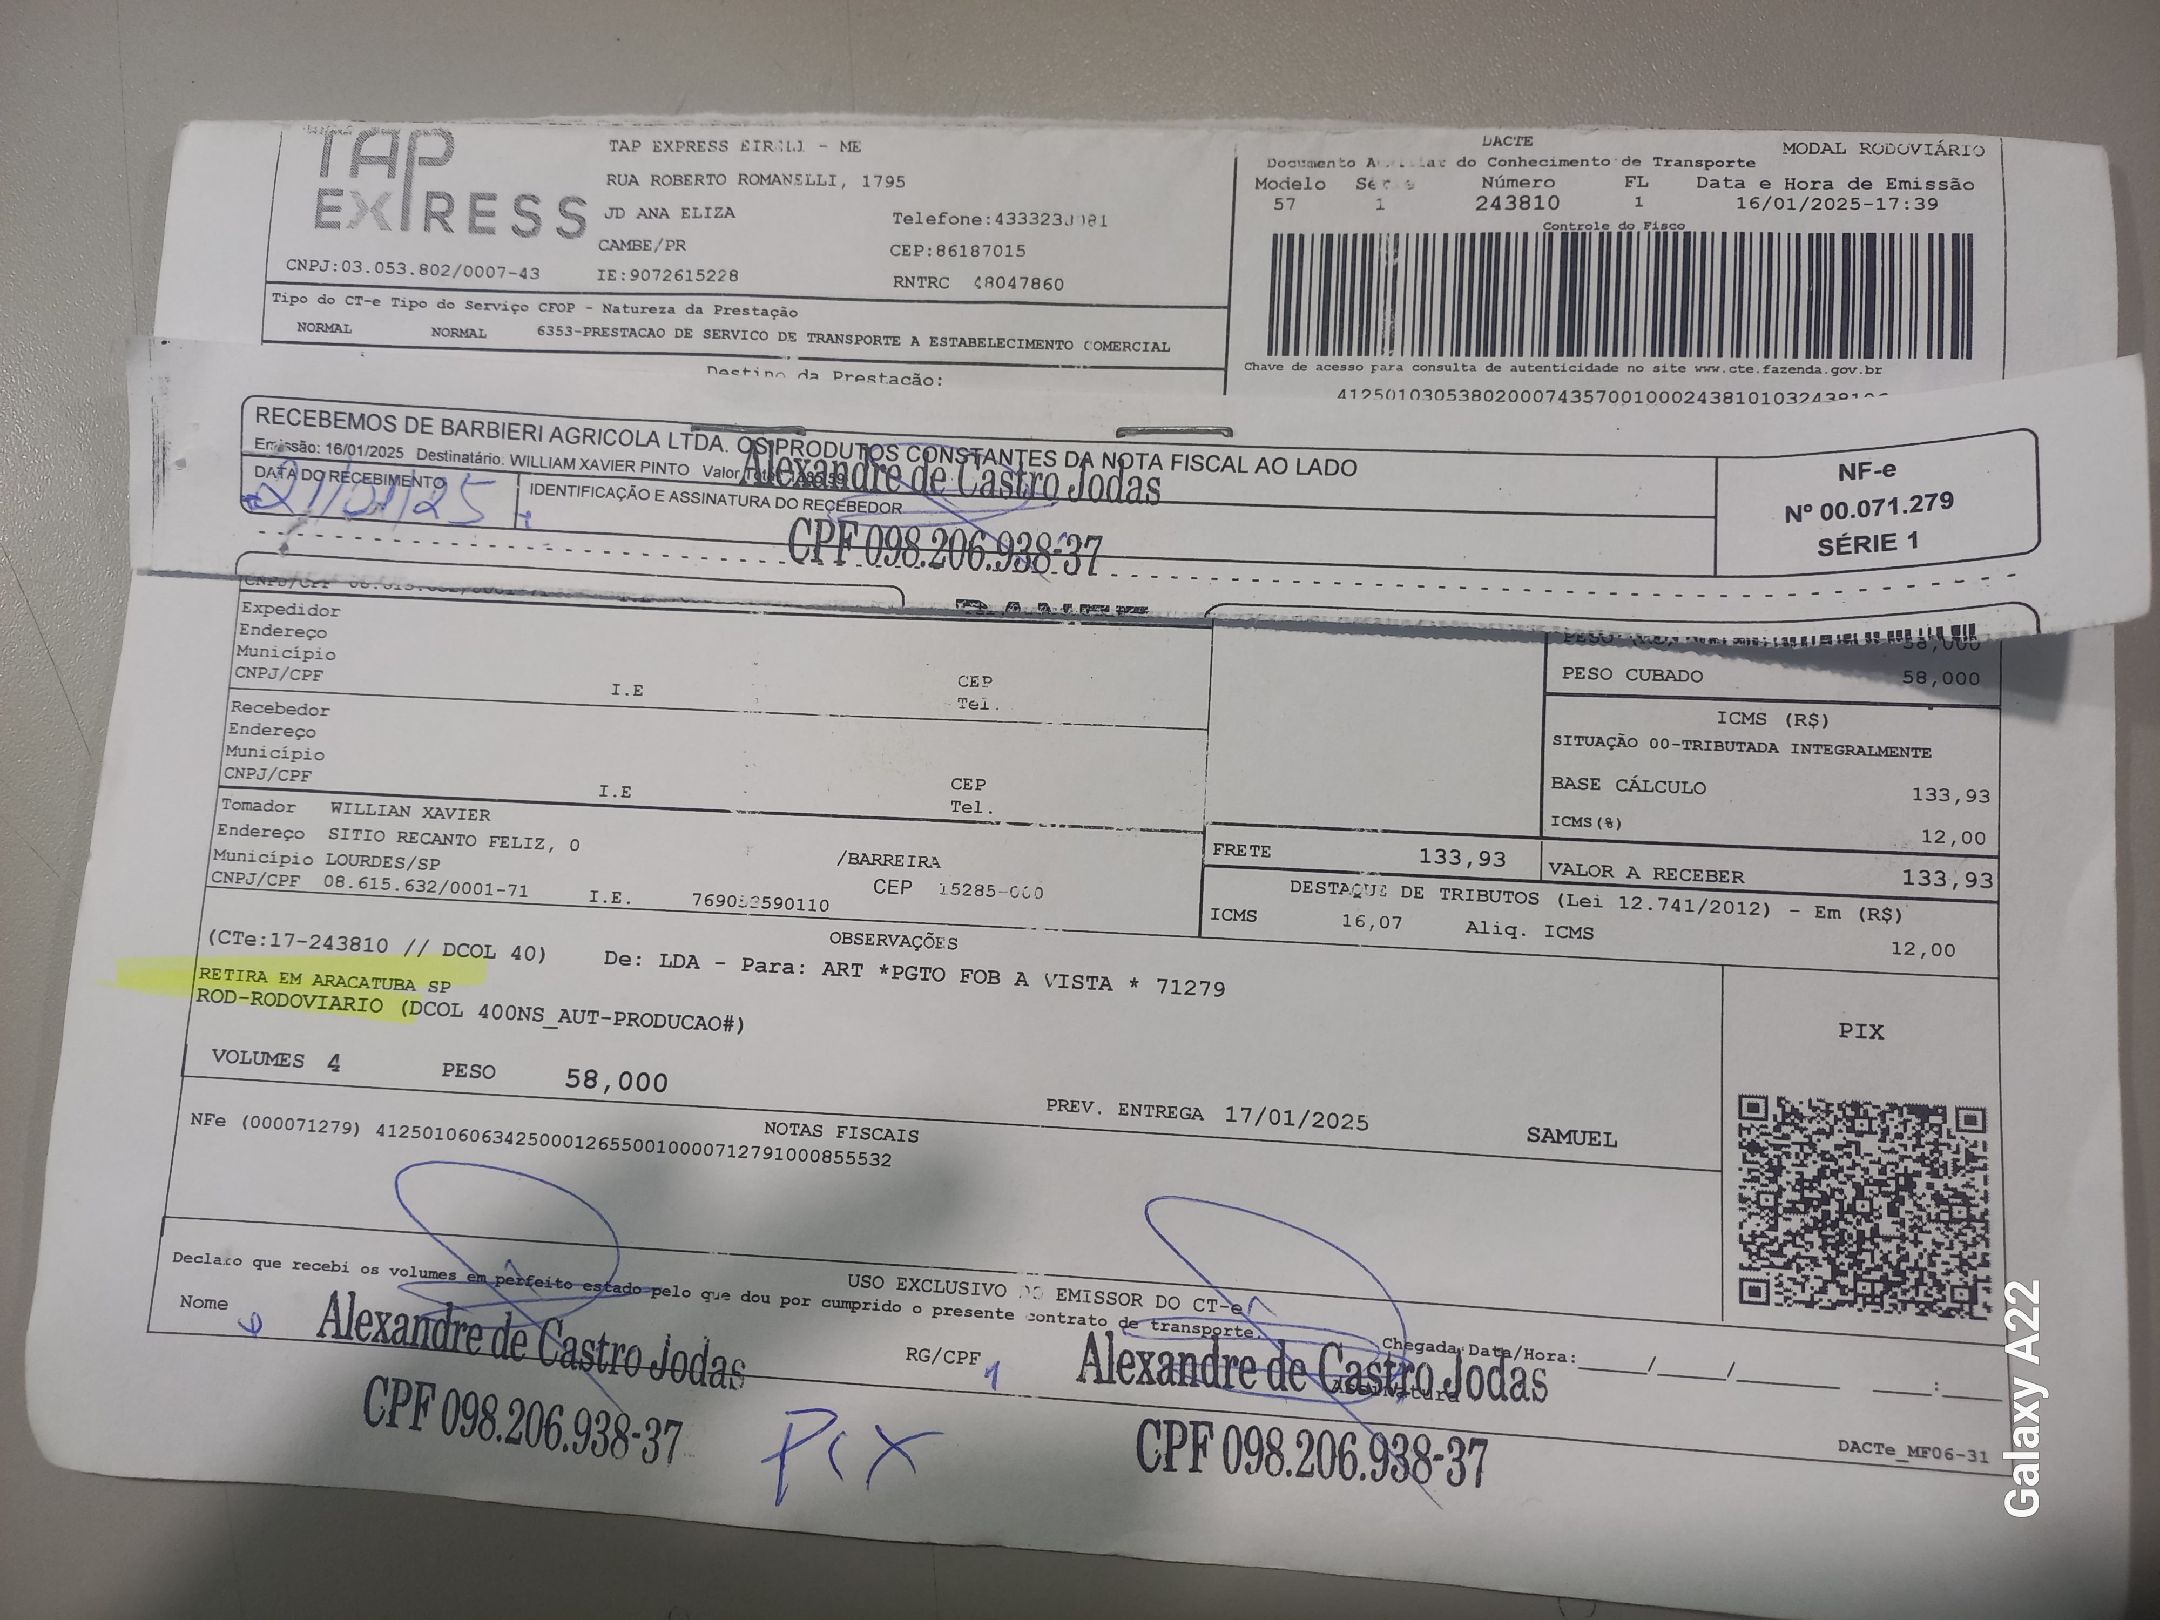 TAP
EXPRESS
TAP EXPRESS EIRELI - ME
RUA ROBERTO ROMANELLI, 1795
JD ANA ELIZA
CAMBE/PR
Telefone:
CEP:86187015
CNPJ:03.053.802/0007-43
IE:9072615228
RNTRC 48047860
DACTE
MODAL RODOVIÁRIO
Documento Auxiliar do Conhecimento de Transporte
Modelo Série Número FL Data e Hora de Emissão
57 1 243810 1 16/01/2025-17:39
Controle do Fisco
Chave de acesso para consulta de autenticidade no site www.cte.fazenda.gov.br
Tipo do CT-e Tipo do Serviço CFOP - Natureza da Prestação
NORMAL NORMAL 6353-PRESTACAO DE SERVICO DE TRANSPORTE A ESTABELECIMENTO COMERCIAL
Destino da Prestação:
RECEBEMOS DE BARBIERI AGRICOLA LTDA. OS PRODUTOS CONSTANTES DA NOTA FISCAL AO LADO
Emissão: 16/01/2025 Destinatário: WILLIAM XAVIER PINTO Valor
DATA DO RECEBIMENTO
21/01/25
IDENTIFICAÇÃO E ASSINATURA DO RECEBEDOR
Alexandre de Castro Jodas
CPF 098.206.938-37
NF-e
Nº 00.071.279
SÉRIE 1
Expedidor
Endereço
Município
CNPJ/CPF I.E CEP
Tel.
Recebedor
Endereço
Município
CNPJ/CPF I.E CEP
Tel.
58,000
PESO CUBADO 58,000
ICMS (R$)
SITUAÇÃO 00-TRIBUTADA INTEGRALMENTE
BASE CÁLCULO 133,93
ICMS(%) 12,00
Tomador WILLIAN XAVIER
Endereço SITIO RECANTO FELIZ, 0 /BARREIRA
Município LOURDES/SP CEP 15285-000
CNPJ/CPF 08.615.632/0001-71 I.E.
FRETE 133,93 VALOR A RECEBER 133,93
DESTAQUE DE TRIBUTOS (Lei 12.741/2012) - Em (R$)
ICMS 16,07 Aliq. ICMS 12,00
OBSERVAÇÕES
(CTe:17-243810 // DCOL 40) De: LDA - Para: ART *PGTO FOB A VISTA * 71279
RETIRA EM ARACATUBA SP
ROD-RODOVIARIO (DCOL 400NS_AUT-PRODUCAO#)
PIX
VOLUMES 4 PESO 58,000
PREV. ENTREGA 17/01/2025 SAMUEL
NOTAS FISCAIS
NFe (000071279) 41250106063425000126550010000712791000855532
USO EXCLUSIVO DO EMISSOR DO CT-e
Declaro que recebi os volumes em perfeito estado pelo que dou por cumprido o presente contrato de transporte.
Nome RG/CPF Chegada Data/Hora: / / :
Assinatura
Alexandre de Castro Jodas
CPF 098.206.938-37
Alexandre de Castro Jodas
CPF 098.206.938-37
PIX
DACTe_MF06-31
Galaxy A22